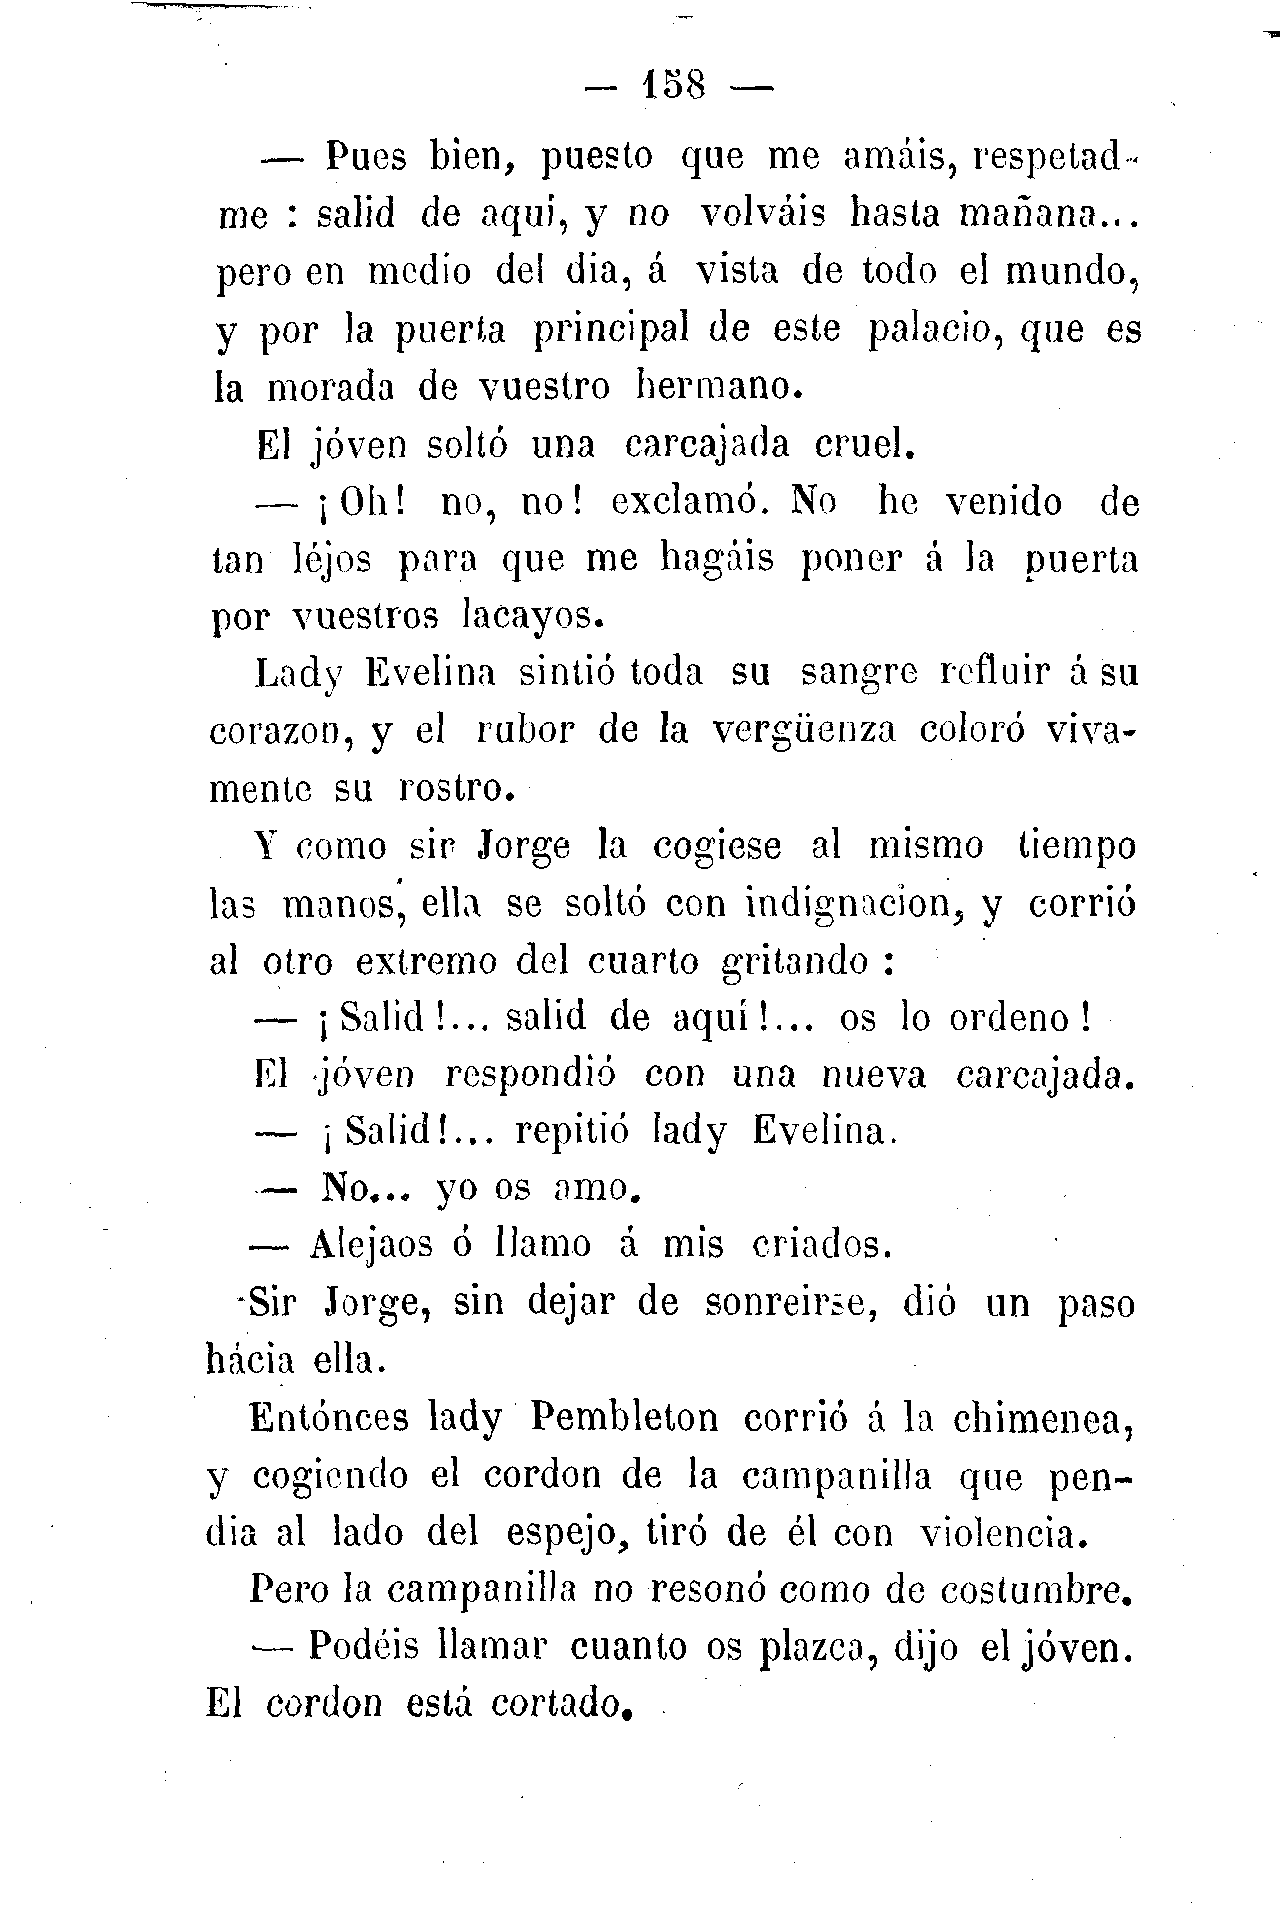 — 158 —
— Pues bien, puesto que me amáis, respetad-
me : salid de aquí, y no volváis hasta mañana...
pero en medio del dia, á vista de todo el mundo,
y por la puerta principal de este palacio, que es
la morada de vuestro hermano.
El jóven soltó una carcajada cruel.
— ¡Oh! no, no! exclamó. No he venido de
tan léjos para que me hagáis poner á la puerta
por vuestros lacayos.
Lady Evelina sintió toda su sangre refluir á su
corazon, y el rubor de la vergüenza coloró viva-
mente su rostro.
Y como sir Jorge la cogiese al mismo tiempo
las manos, ella se soltó con indignacion, y corrió
al otro extremo del cuarto gritando :
— ¡Salid!... salid de aquí!... os lo ordeno!
El jóven respondió con una nueva carcajada.
— ¡Salid!... repitió lady Evelina.
— No... yo os amo.
— Alejaos ó llamo á mis criados.
Sir Jorge, sin dejar de sonreirse, dió un paso
hácia ella.
Entónces lady Pembleton corrió á la chimenea,
y cogiendo el cordon de la campanilla que pen-
dia al lado del espejo, tiró de él con violencia.
Pero la campanilla no resonó como de costumbre.
— Podéis llamar cuanto os plazca, dijo el jóven.
El cordon está cortado.